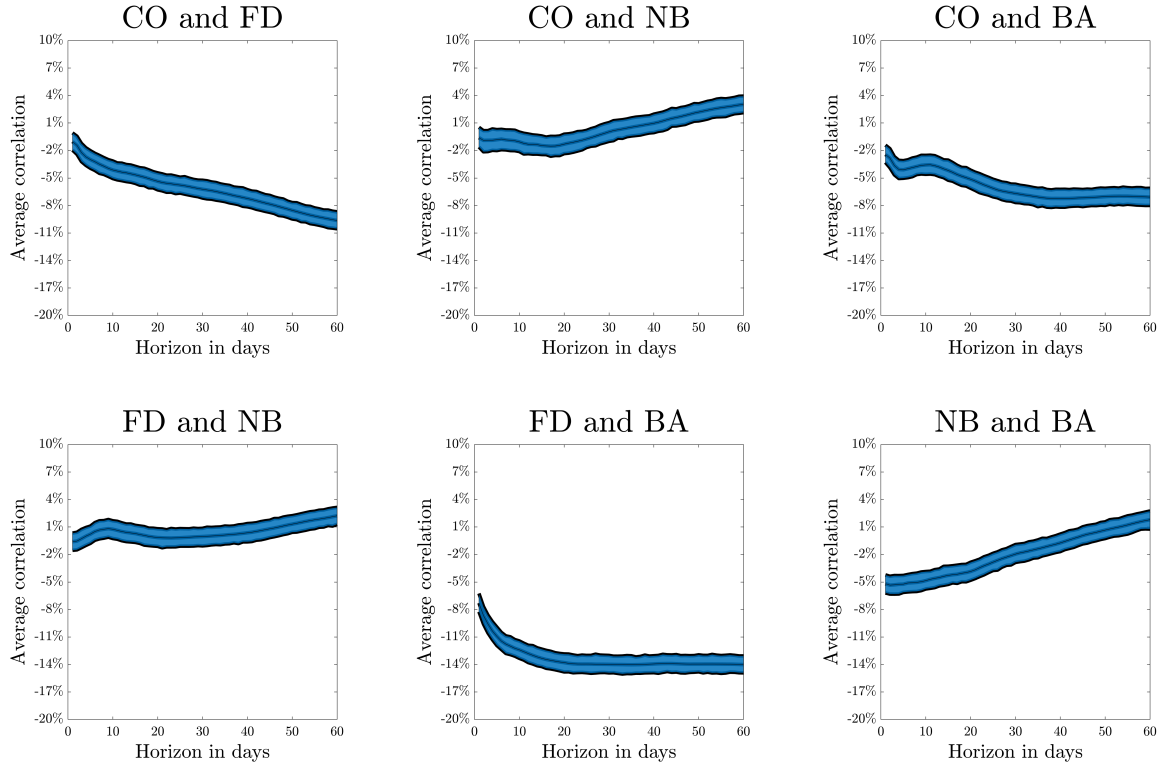 CO and FD
CO and NB
CO and BA
10%
7%
4%
1%
-2%
-5%
-8%
-11%
-14%
-17%
-20%
Average correlation
0 10 20 30 40 50 60
Horizon in days
10%
7%
4%
1%
-2%
-5%
-8%
-11%
-14%
-17%
-20%
Average correlation
0 10 20 30 40 50 60
Horizon in days
10%
7%
4%
1%
-2%
-5%
-8%
-11%
-14%
-17%
-20%
Average correlation
0 10 20 30 40 50 60
Horizon in days
FD and NB
FD and BA
NB and BA
10%
7%
4%
1%
-2%
-5%
-8%
-11%
-14%
-17%
-20%
Average correlation
0 10 20 30 40 50 60
Horizon in days
10%
7%
4%
1%
-2%
-5%
-8%
-11%
-14%
-17%
-20%
Average correlation
0 10 20 30 40 50 60
Horizon in days
10%
7%
4%
1%
-2%
-5%
-8%
-11%
-14%
-17%
-20%
Average correlation
0 10 20 30 40 50 60
Horizon in days